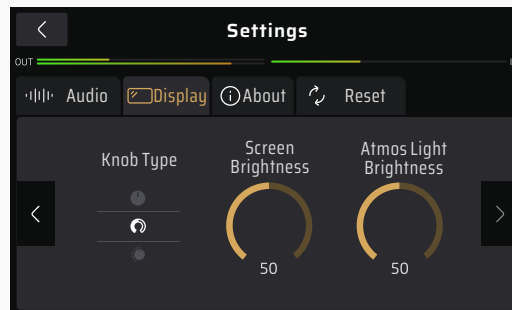 Settings
OUT
Audio Display About Reset
Knob Type
Screen
Brightness
Atmos Light
Brightness
50
50